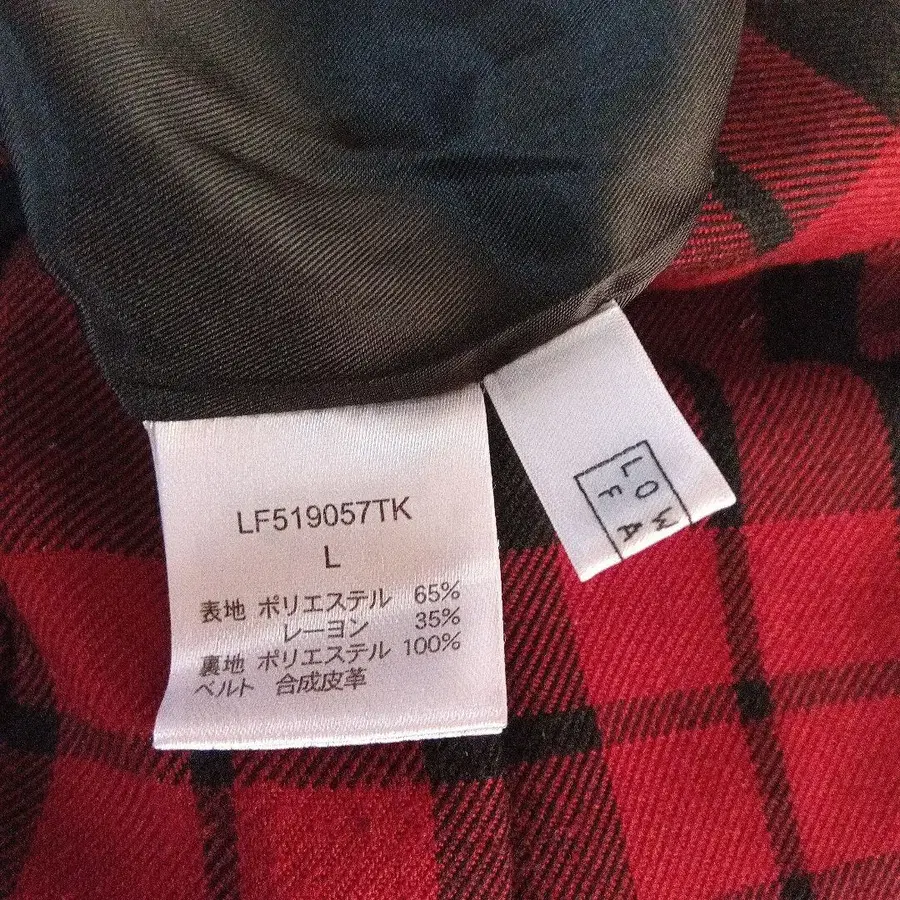 LF519057TK
L
表地 ポリエステル 65%
レーヨン 35%
裏地 ポリエステル 100%
ベルト 合成皮革
LOW
FA